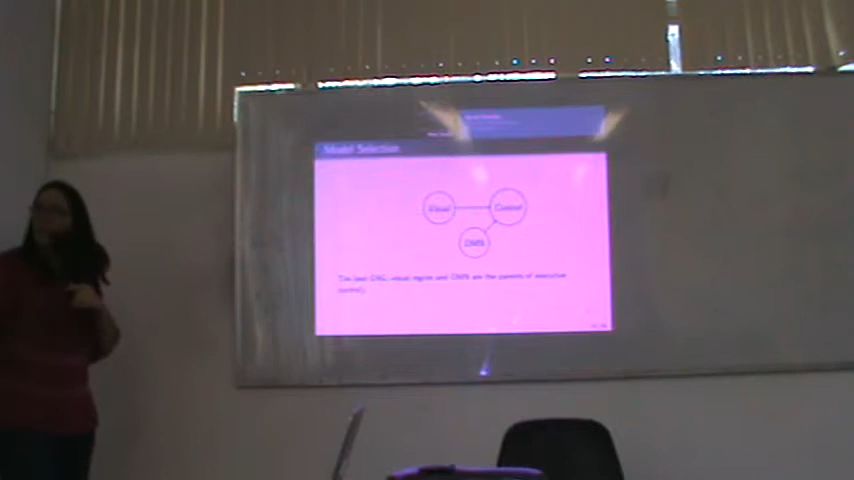 Model Selection
Visual
Control
DMN
The best DAG: visual region and DMN are the parents of executive
control.